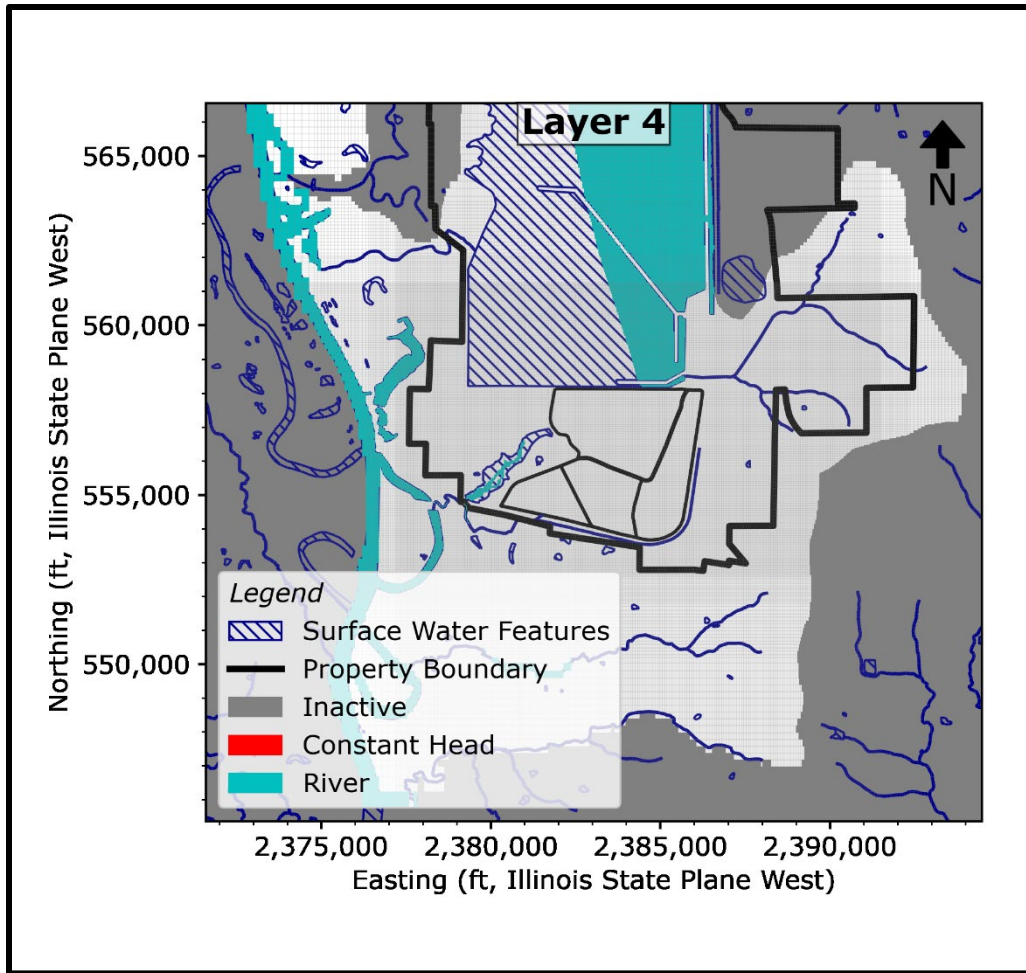 Layer 4
N
565,000
560,000
555,000
550,000
Northing (ft, Illinois State Plane West)
Legend
Surface Water Features
Property Boundary
Inactive
Constant Head
River
2,375,000 2,380,000 2,385,000 2,390,000
Easting (ft, Illinois State Plane West)